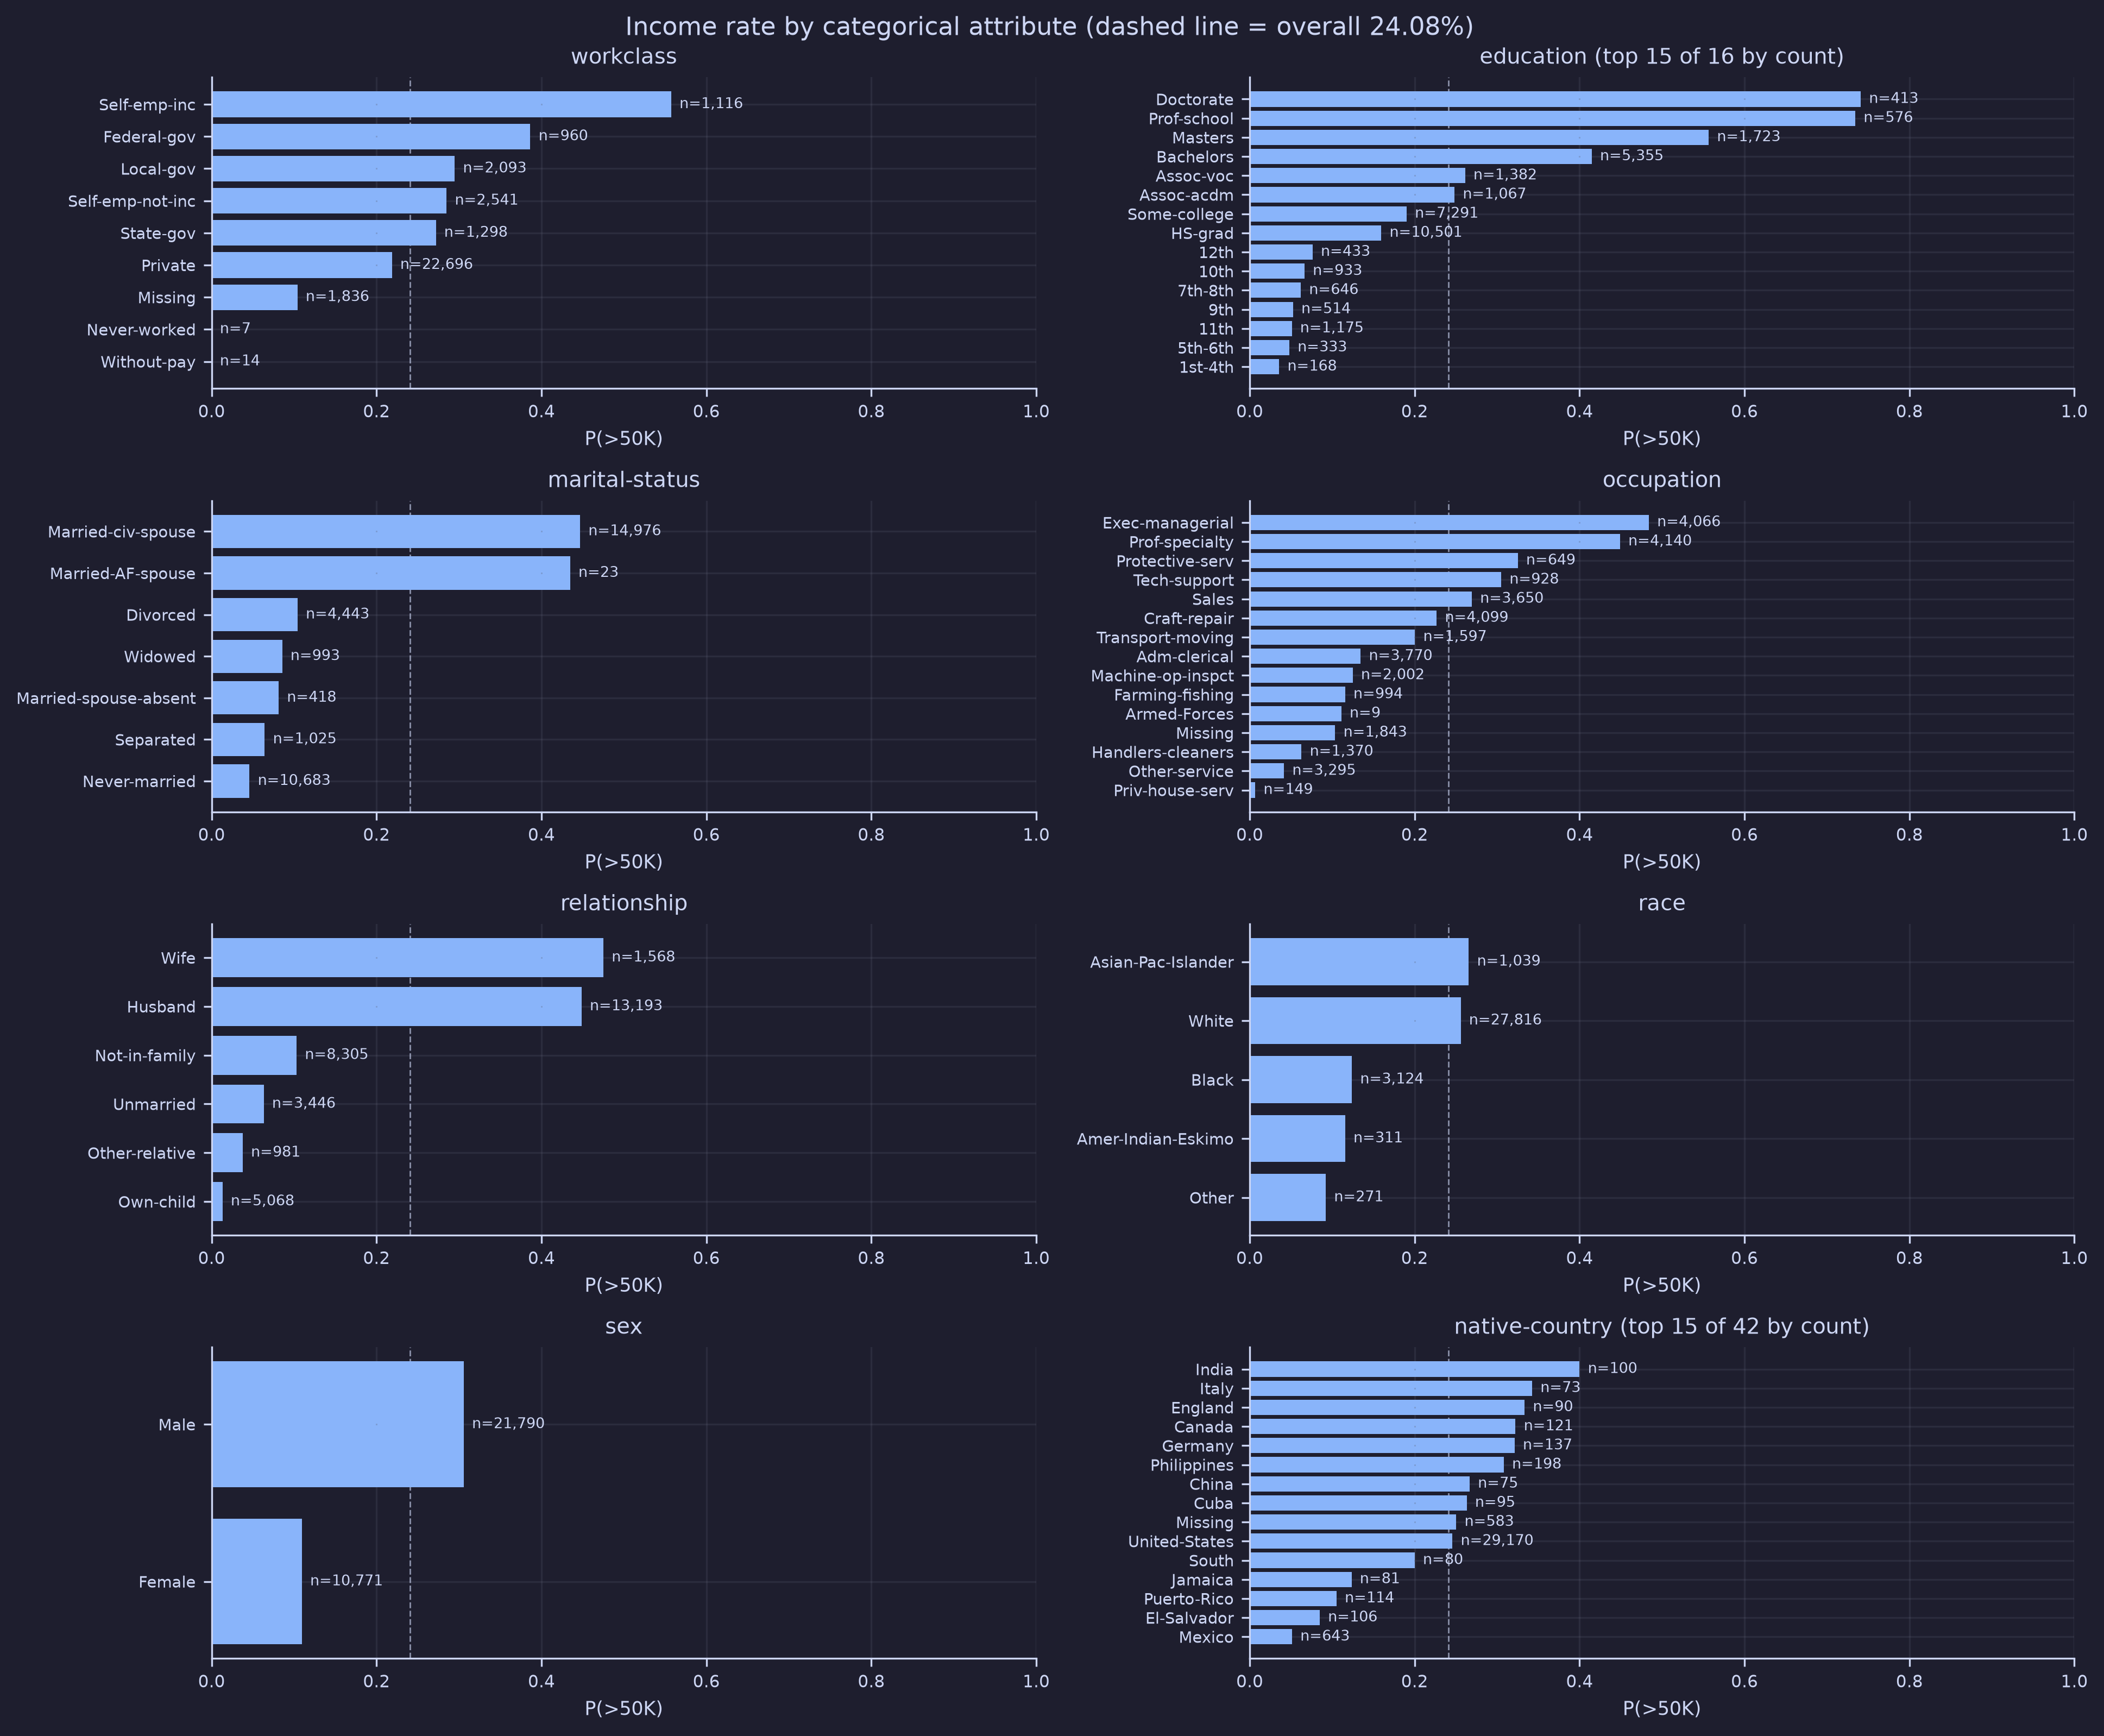 Income rate by categorical attribute (dashed line = overall 24.08%)
workclass
Self-emp-inc n=1,116
Federal-gov n=960
Local-gov n=2,093
Self-emp-not-inc n=2,541
State-gov n=1,298
Private n=22,696
Missing n=1,836
Never-worked n=7
Without-pay n=14
0.0 0.2 0.4 0.6 0.8 1.0
P(>50K)
education (top 15 of 16 by count)
Doctorate n=413
Prof-school n=576
Masters n=1,723
Bachelors n=5,355
Assoc-voc n=1,382
Assoc-acdm n=1,067
Some-college n=7,291
HS-grad n=10,501
12th n=433
10th n=933
7th-8th n=646
9th n=514
11th n=1,175
5th-6th n=333
1st-4th n=168
0.0 0.2 0.4 0.6 0.8 1.0
P(>50K)
marital-status
Married-civ-spouse n=14,976
Married-AF-spouse n=23
Divorced n=4,443
Widowed n=993
Married-spouse-absent n=418
Separated n=1,025
Never-married n=10,683
0.0 0.2 0.4 0.6 0.8 1.0
P(>50K)
occupation
Exec-managerial n=4,066
Prof-specialty n=4,140
Protective-serv n=649
Tech-support n=928
Sales n=3,650
Craft-repair n=4,099
Transport-moving n=1,597
Adm-clerical n=3,770
Machine-op-inspct n=2,002
Farming-fishing n=994
Armed-Forces n=9
Missing n=1,843
Handlers-cleaners n=1,370
Other-service n=3,295
Priv-house-serv n=149
0.0 0.2 0.4 0.6 0.8 1.0
P(>50K)
relationship
Wife n=1,568
Husband n=13,193
Not-in-family n=8,305
Unmarried n=3,446
Other-relative n=981
Own-child n=5,068
0.0 0.2 0.4 0.6 0.8 1.0
P(>50K)
race
Asian-Pac-Islander n=1,039
White n=27,816
Black n=3,124
Amer-Indian-Eskimo n=311
Other n=271
0.0 0.2 0.4 0.6 0.8 1.0
P(>50K)
sex
Male n=21,790
Female n=10,771
0.0 0.2 0.4 0.6 0.8 1.0
P(>50K)
native-country (top 15 of 42 by count)
India n=100
Italy n=73
England n=90
Canada n=121
Germany n=137
Philippines n=198
China n=75
Cuba n=95
Missing n=583
United-States n=29,170
South n=80
Jamaica n=81
Puerto-Rico n=114
El-Salvador n=106
Mexico n=643
0.0 0.2 0.4 0.6 0.8 1.0
P(>50K)